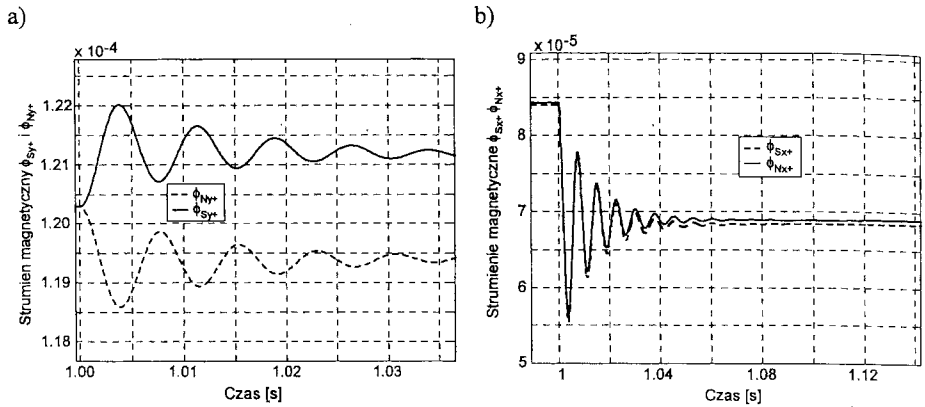 a)
x 10-4
Strumień magnetyczny ϕSy+ ϕNy+
1.22
1.21
1.20
1.19
1.18
ϕNy+
ϕSy+
1.00
1.01
1.02
1.03
Czas [s]
b)
x 10-5
Strumienie magnetyczne ϕSx+ ϕNx+
9
8
7
6
5
ϕSx+
ϕNx+
1
1.04
1.08
1.12
Czas [s]